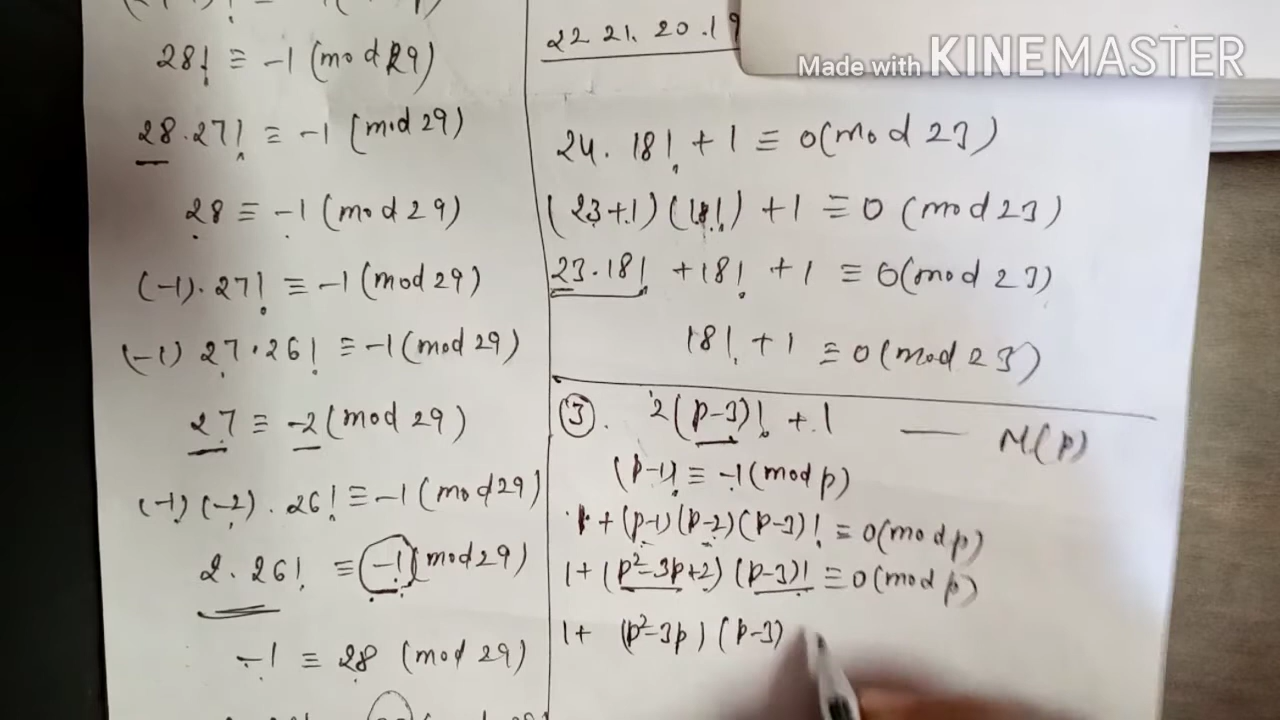 28! ≡ -1 (mod 29)
28.27! ≡ -1 (mod 29)
28 ≡ -1 (mod 29)
(-1).27! ≡ -1 (mod 29)
(-1) 27.26! ≡ -1 (mod 29)
27 ≡ -2 (mod 29)
(-1)(-2).26! ≡ -1 (mod 29)
2.26! ≡ -1 (mod 29)
-1 ≡ 28 (mod 29)
22 21. 20.19
Made with KINEMASTER
24. 18! + 1 ≡ 0 (mod 23)
(23+1)(18!) + 1 ≡ 0 (mod 23)
23.18! + 18! + 1 ≡ 0 (mod 23)
18! + 1 ≡ 0 (mod 23)
3. 2(p-3)! + 1 — M(p)
(p-1)! ≡ -1 (mod p)
1 + (p-1)(p-2)(p-3)! ≡ 0 (mod p)
1 + (p²-3p+2)(p-3)! ≡ 0 (mod p)
1 + (p²-3p)(p-3)